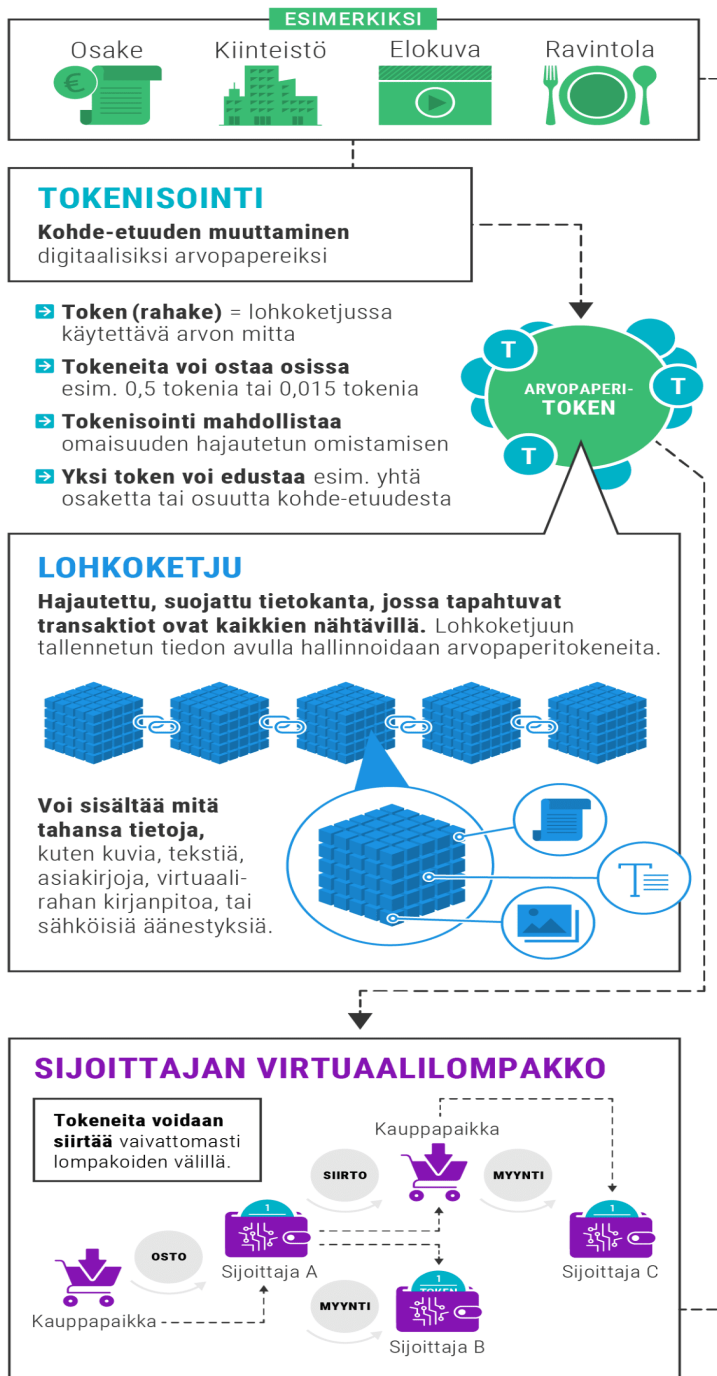 ESIMERKIKSI
Osake
Kiinteistö
Elokuva
Ravintola
€
TOKENISOINTI
Kohde-etuuden muuttaminen
digitaalisiksi arvopapereiksi
Token (rahake) = lohkoketjussa
käytettävä arvon mitta
Tokeneita voi ostaa osissa
esim. 0,5 tokenia tai 0,015 tokenia
Tokenisointi mahdollistaa
omaisuuden hajautetun omistamisen
Yksi token voi edustaa esim. yhtä
osaketta tai osuutta kohde-etuudesta
T
T
T
ARVOPAPERI-
TOKEN
LOHKOKETJU
Hajautettu, suojattu tietokanta, jossa tapahtuvat
transaktiot ovat kaikkien nähtävillä. Lohkoketjuun
tallennetun tiedon avulla hallinnoidaan arvopaperitokeneita.
Voi sisältää mitä
tahansa tietoja,
kuten kuvia, tekstiä,
asiakirjoja, virtuaali-
rahan kirjanpitoa, tai
sähköisiä äänestyksiä.
T
SIJOITTAJAN VIRTUAALILOMPAKKO
Tokeneita voidaan
siirtää vaivattomasti
lompakoiden välillä.
Kauppapaikka
SIIRTO
MYYNTI
1
1
OSTO
Sijoittaja A
Sijoittaja C
Kauppapaikka
MYYNTI
1
TOKEN
Sijoittaja B